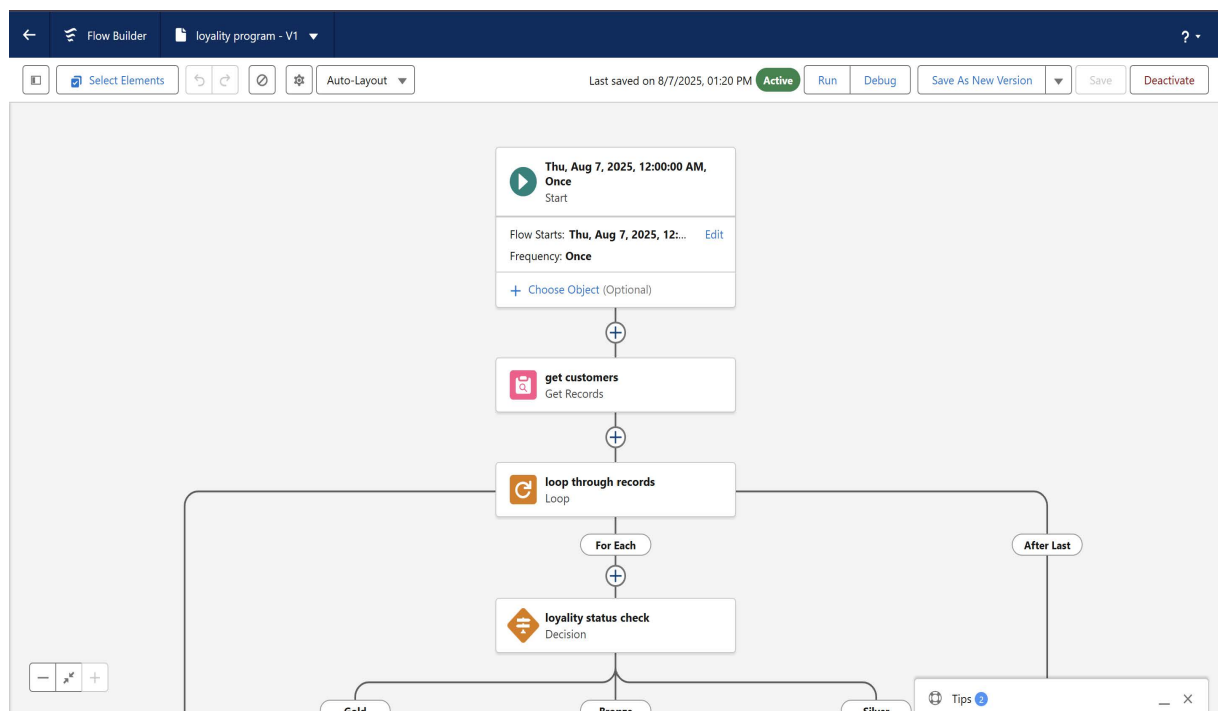 Flow Builder
loyality program - V1
?
Select Elements
Auto-Layout
Last saved on 8/7/2025, 01:20 PM
Active
Run
Debug
Save As New Version
Save
Deactivate
Thu, Aug 7, 2025, 12:00:00 AM,
Once
Start
Flow Starts: Thu, Aug 7, 2025, 12:... Edit
Frequency: Once
+ Choose Object (Optional)
get customers
Get Records
loop through records
Loop
For Each
After Last
loyality status check
Decision
Gold
Bronze
Silver
Tips 2